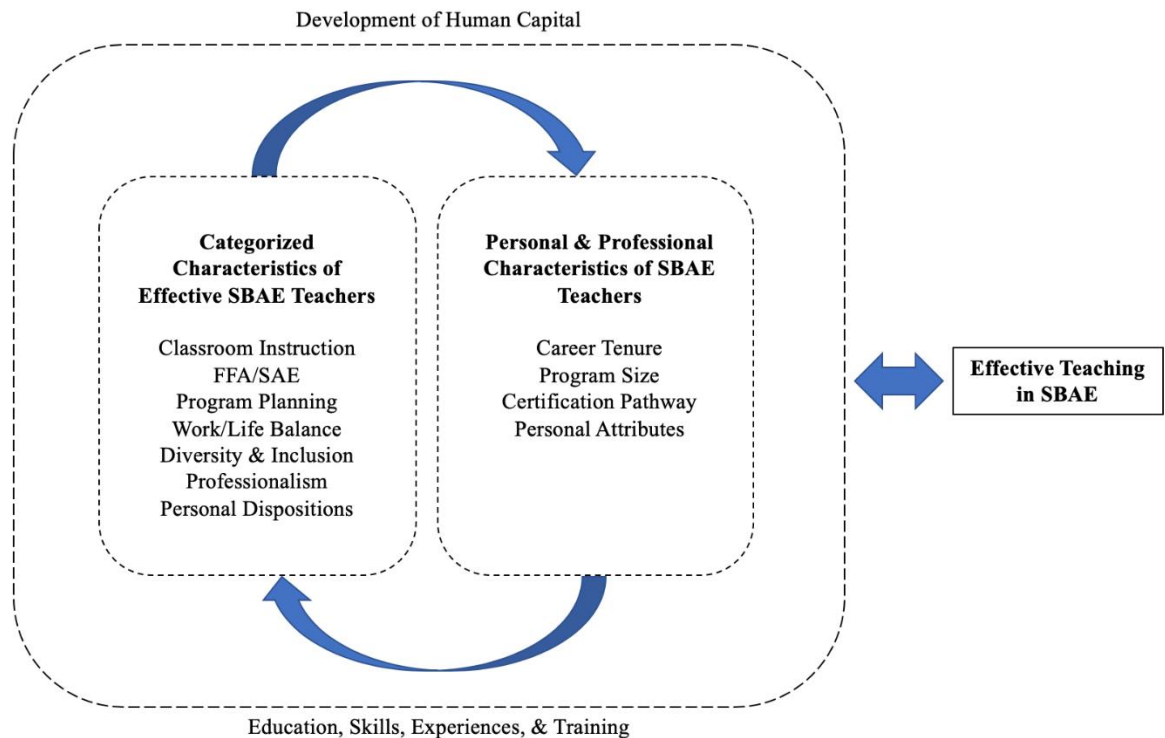 Development of Human Capital
Categorized
Characteristics of
Effective SBAE Teachers
Classroom Instruction
FFA/SAE
Program Planning
Work/Life Balance
Diversity & Inclusion
Professionalism
Personal Dispositions
Personal & Professional
Characteristics of SBAE
Teachers
Career Tenure
Program Size
Certification Pathway
Personal Attributes
Effective Teaching
in SBAE
Education, Skills, Experiences, & Training